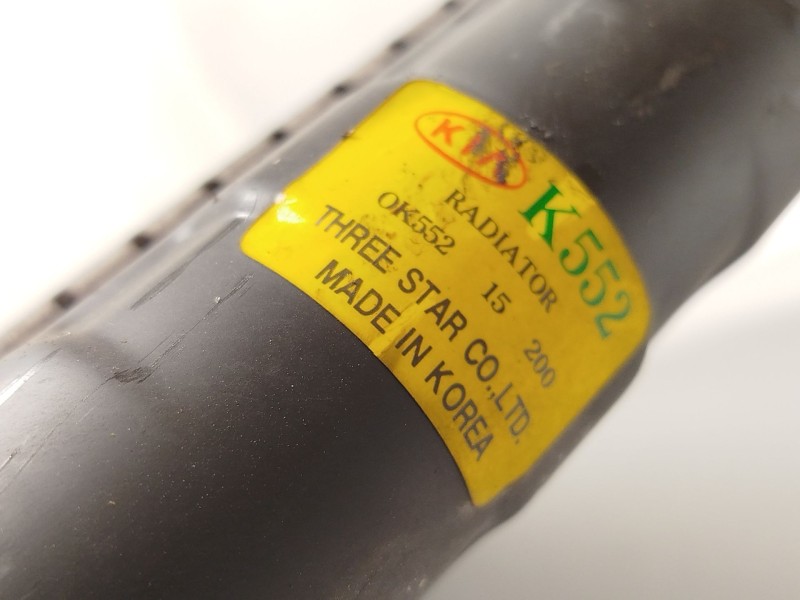 KIA
K552
RADIATOR
OK552 15 200
THREE STAR CO.,LTD.
MADE IN KOREA